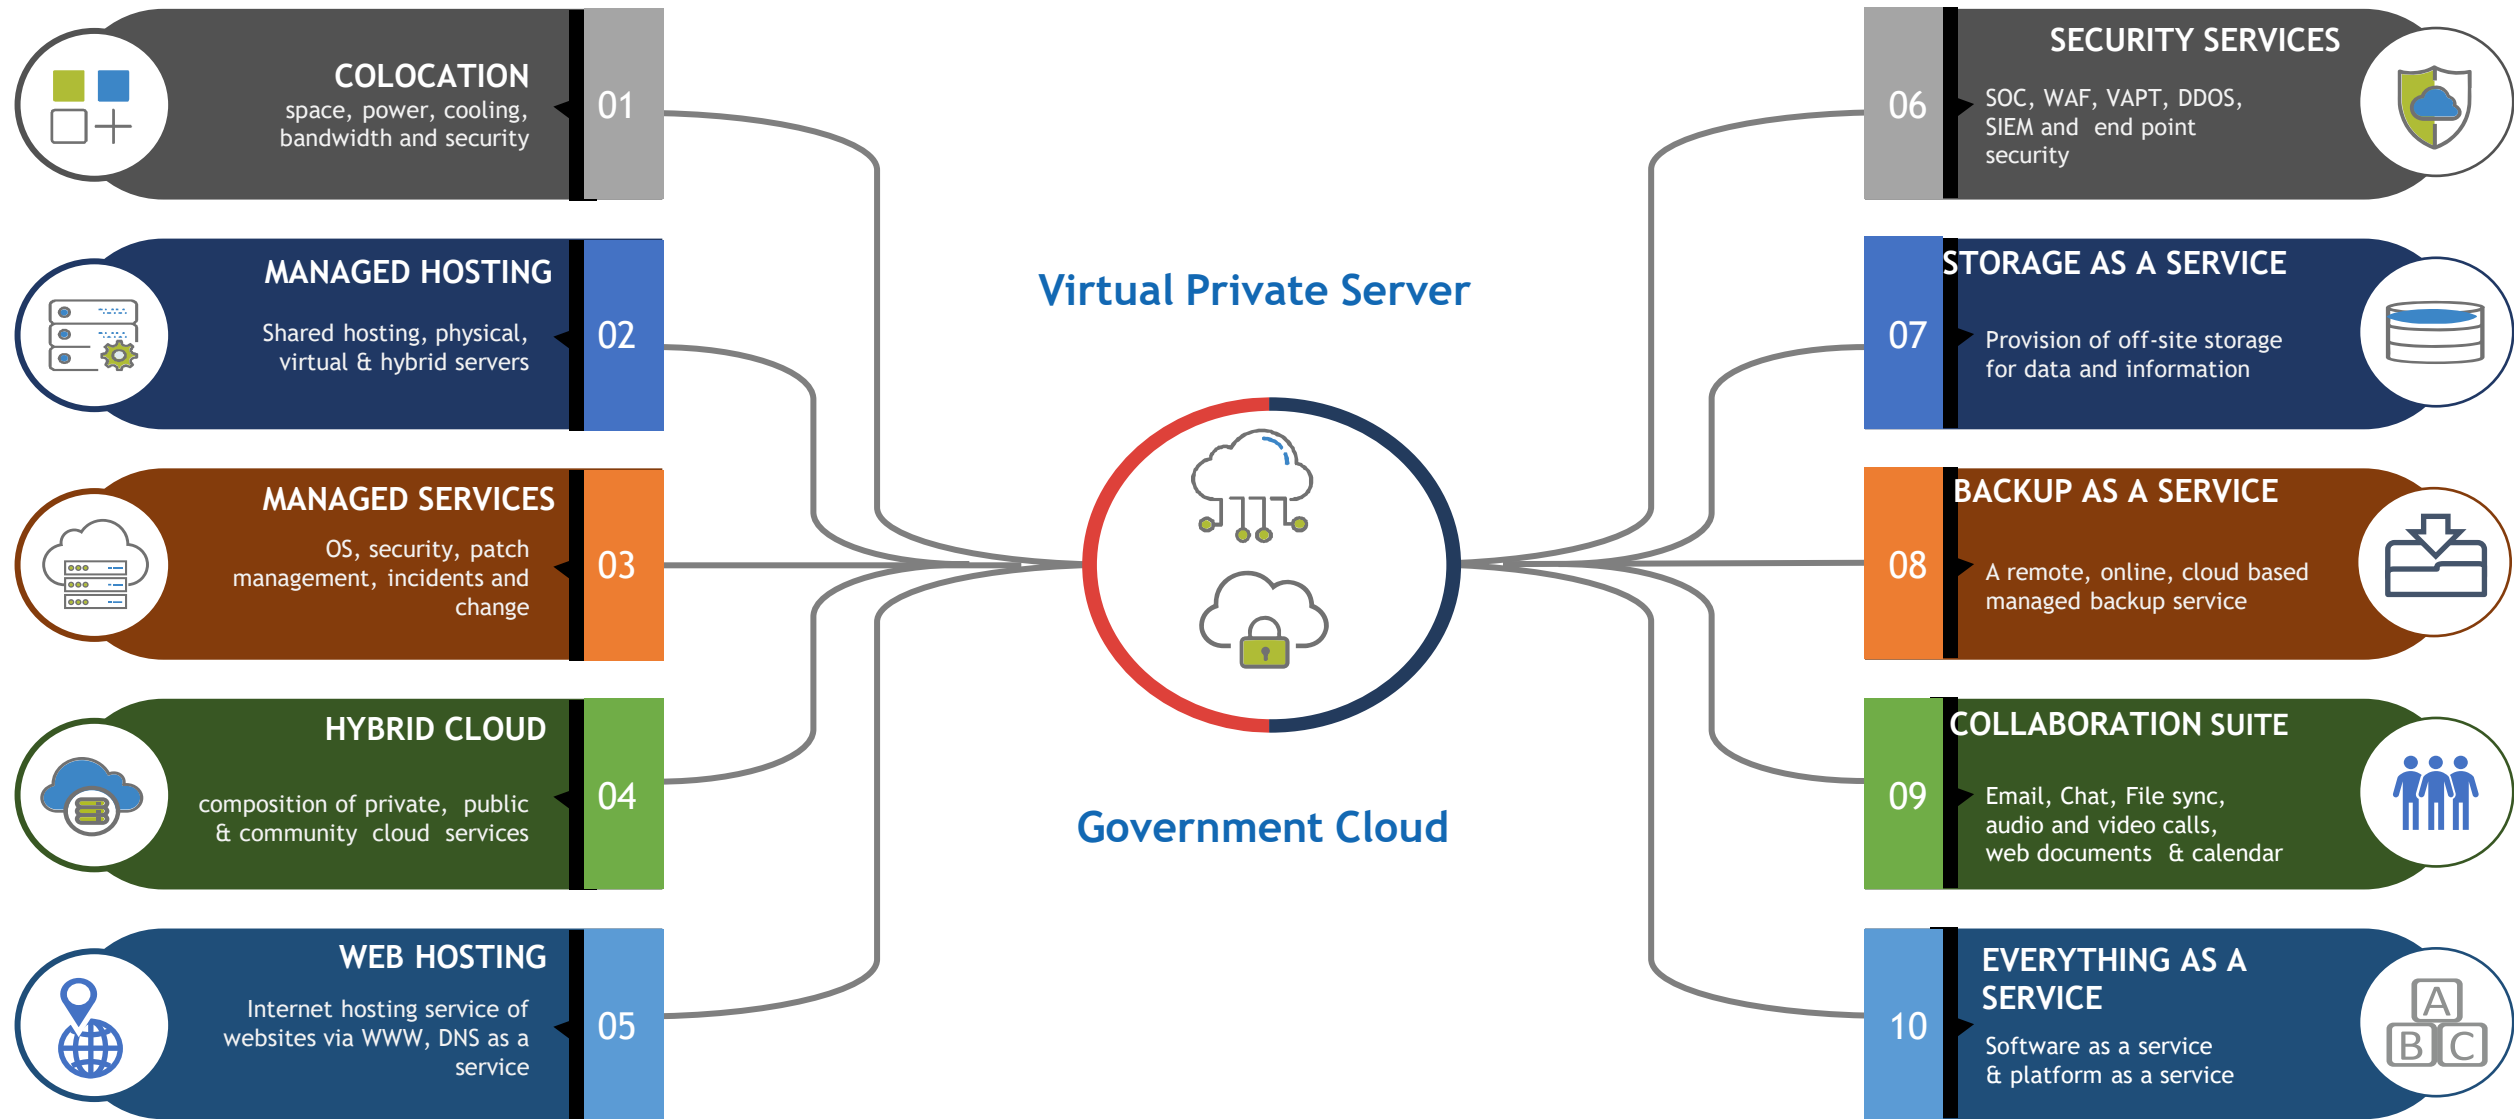 COLOCATION
space, power, cooling,
bandwidth and security
01
MANAGED HOSTING
Shared hosting, physical,
virtual & hybrid servers
02
MANAGED SERVICES
OS, security, patch
management, incidents and
change
03
HYBRID CLOUD
composition of private, public
& community cloud services
04
WEB HOSTING
Internet hosting service of
websites via WWW, DNS as a
service
05
Virtual Private Server
Government Cloud
06
SECURITY SERVICES
SOC, WAF, VAPT, DDOS,
SIEM and end point
security
07
STORAGE AS A SERVICE
Provision of off-site storage
for data and information
08
BACKUP AS A SERVICE
A remote, online, cloud based
managed backup service
09
COLLABORATION SUITE
Email, Chat, File sync,
audio and video calls,
web documents & calendar
10
EVERYTHING AS A
SERVICE
Software as a service
& platform as a service
A
B C